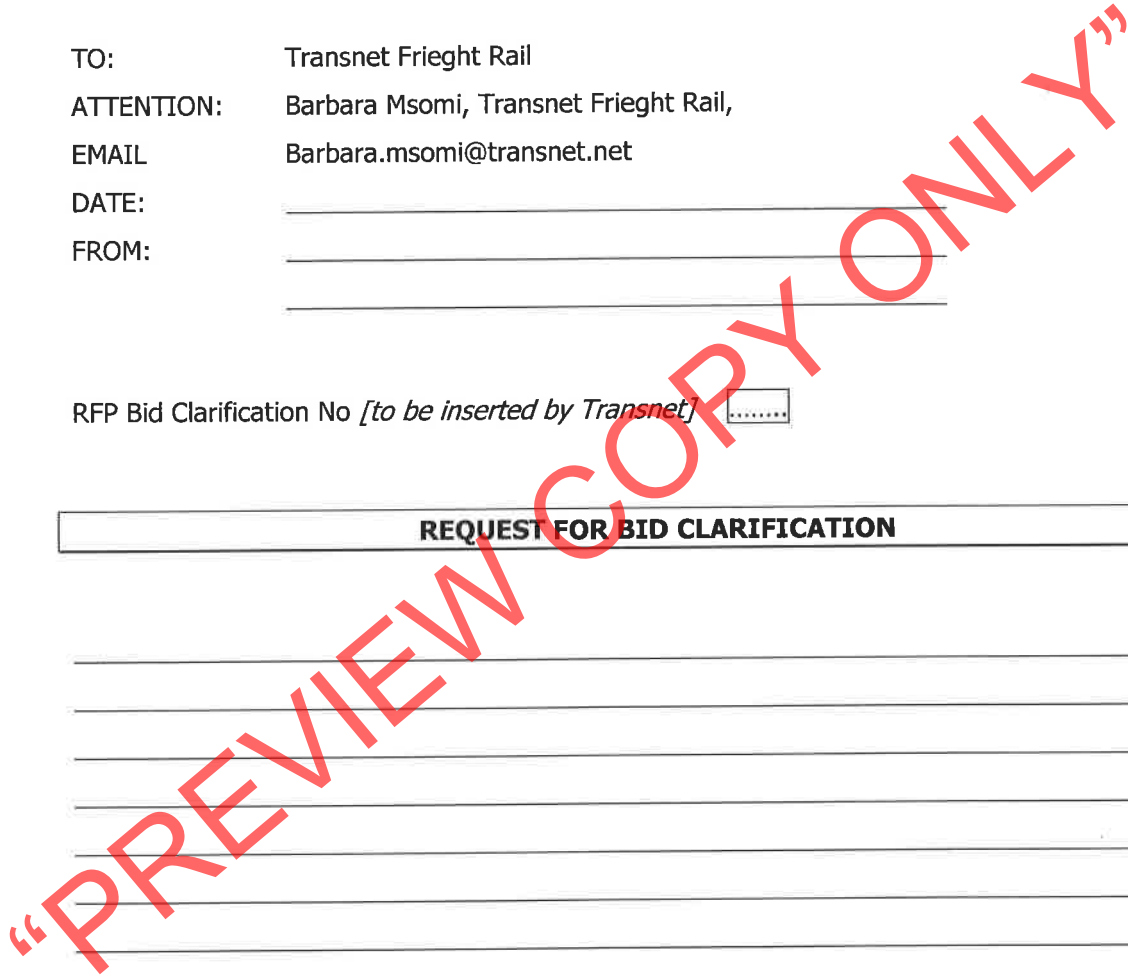 TO: Transnet Frieght Rail
ATTENTION: Barbara Msomi, Transnet Frieght Rail,
EMAIL Barbara.msomi@transnet.net
DATE:
FROM:
RFP Bid Clarification No [to be inserted by Transnet] ........
REQUEST FOR BID CLARIFICATION
“PREVIEW COPY ONLY”